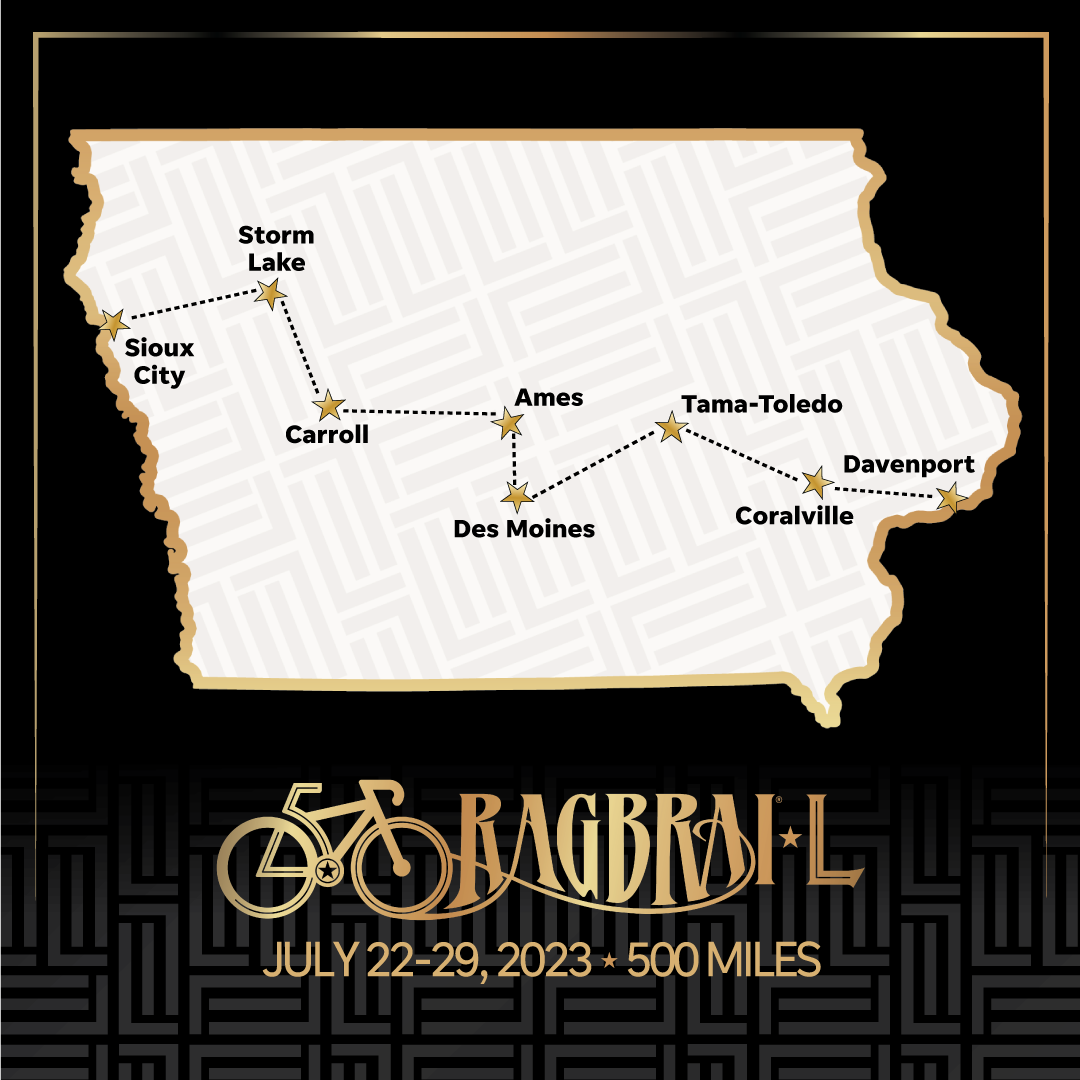 Storm
Lake
Sioux
City
Carroll
Ames
Des Moines
Tama-Toledo
Coralville
Davenport
RAGBRAI® ★ L
JULY 22-29, 2023 ★ 500 MILES